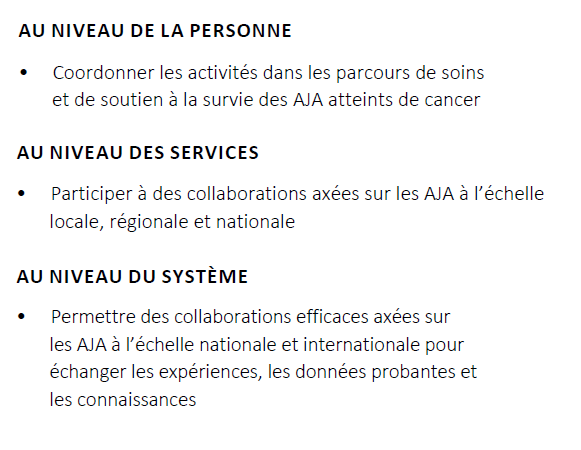 AU NIVEAU DE LA PERSONNE
• Coordonner les activités dans les parcours de soins
et de soutien à la survie des AJA atteints de cancer
AU NIVEAU DES SERVICES
• Participer à des collaborations axées sur les AJA à l’échelle
locale, régionale et nationale
AU NIVEAU DU SYSTÈME
• Permettre des collaborations efficaces axées sur
les AJA à l’échelle nationale et internationale pour
échanger les expériences, les données probantes et
les connaissances